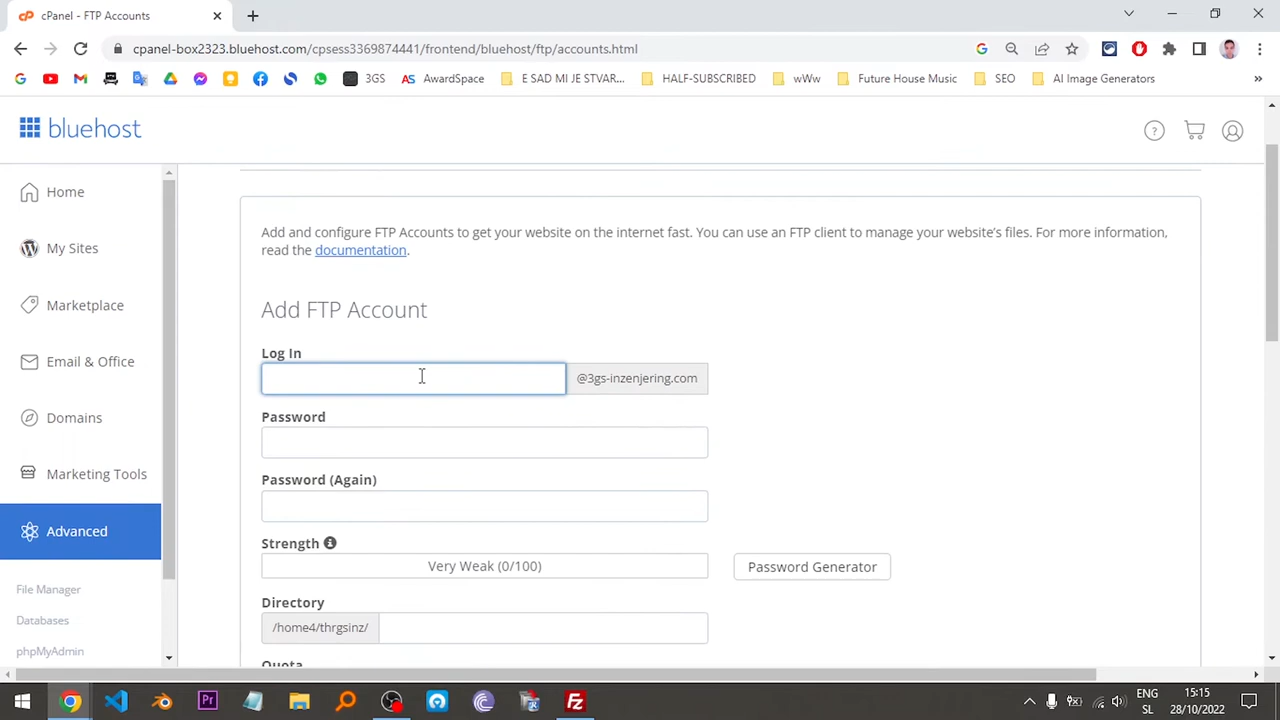 cPanel - FTP Accounts
cpanel-box2323.bluehost.com/cpsess3369874441/frontend/bluehost/ftp/accounts.html
3GS
AS AwardSpace
E SAD MI JE STVAR...
HALF-SUBSCRIBED
wWw
Future House Music
SEO
AI Image Generators
»
bluehost
Home
My Sites
Marketplace
Email & Office
Domains
Marketing Tools
Advanced
File Manager
Databases
phpMyAdmin
Add and configure FTP Accounts to get your website on the internet fast. You can use an FTP client to manage your website's files. For more information,
read the documentation.
Add FTP Account
Log In
@3gs-inzenjering.com
Password
Password (Again)
Strength
Very Weak (0/100)
Password Generator
Directory
/home4/thrgsinz/
Quota
ENG
SL
15:15
28/10/2022